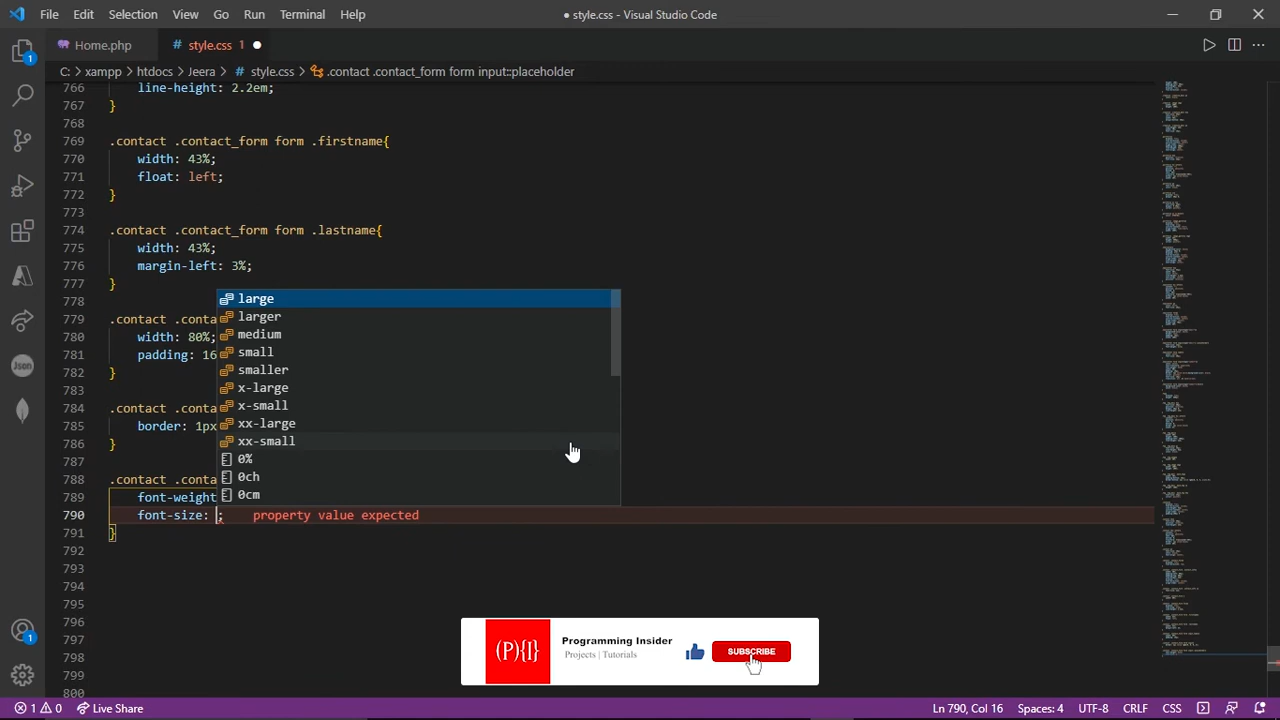 File Edit Selection View Go Run Terminal Help
● style.css - Visual Studio Code
Home.php
# style.css 1 ●
C: > xampp > htdocs > Jeera > # style.css > .contact .contact_form form input::placeholder
766 line-height: 2.2em;
767 }
768
769 .contact .contact_form form .firstname{
770 width: 43%;
771 float: left;
772 }
773
774 .contact .contact_form form .lastname{
775 width: 43%;
776 margin-left: 3%;
777 }
778
large
779 .contact .conta
larger
780 width: 80%;
medium
781 padding: 16
small
782 }
smaller
783
x-large
784 .contact .conta
x-small
785 border: 1px
xx-large
786 }
xx-small
787
0%
788 .contact .conta
0ch
789 font-weight
0cm
790 font-size: ; property value expected
791 }
792
793
794
795
796
797
798
799
800
1
JSON
1
(P){I}
Programming Insider
Projects | Tutorials
SUBSCRIBE
1 0 Live Share
Ln 790, Col 16 Spaces: 4 UTF-8 CRLF CSS